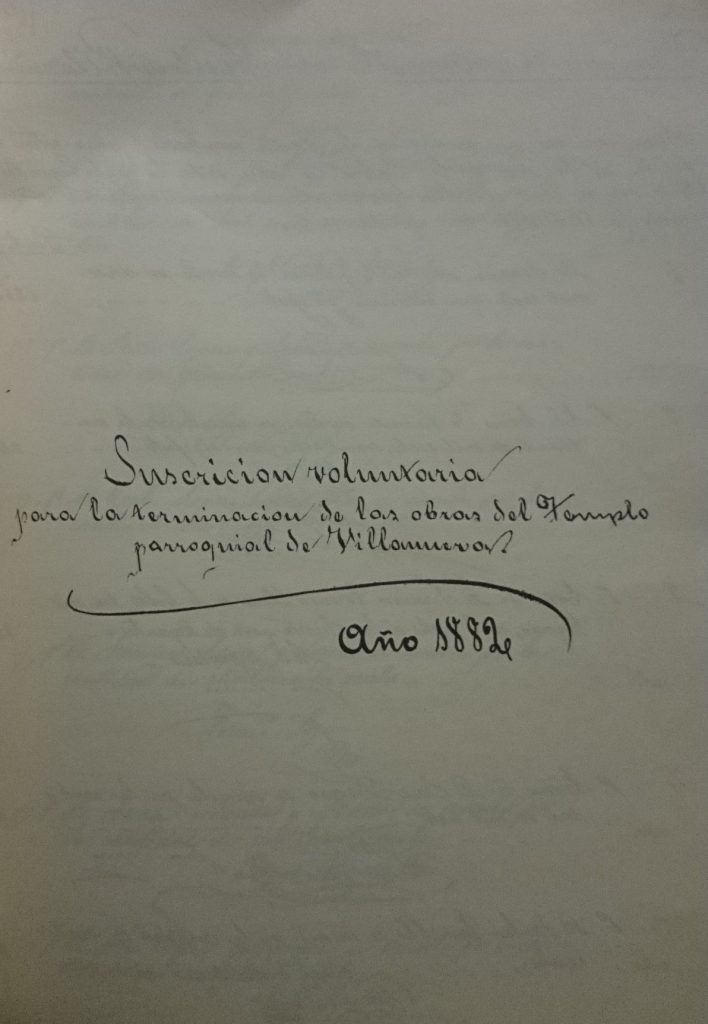 Suscricion voluntaria
para la terminacion de las obras del Templo
parroquial de Villanueva
Año 1882